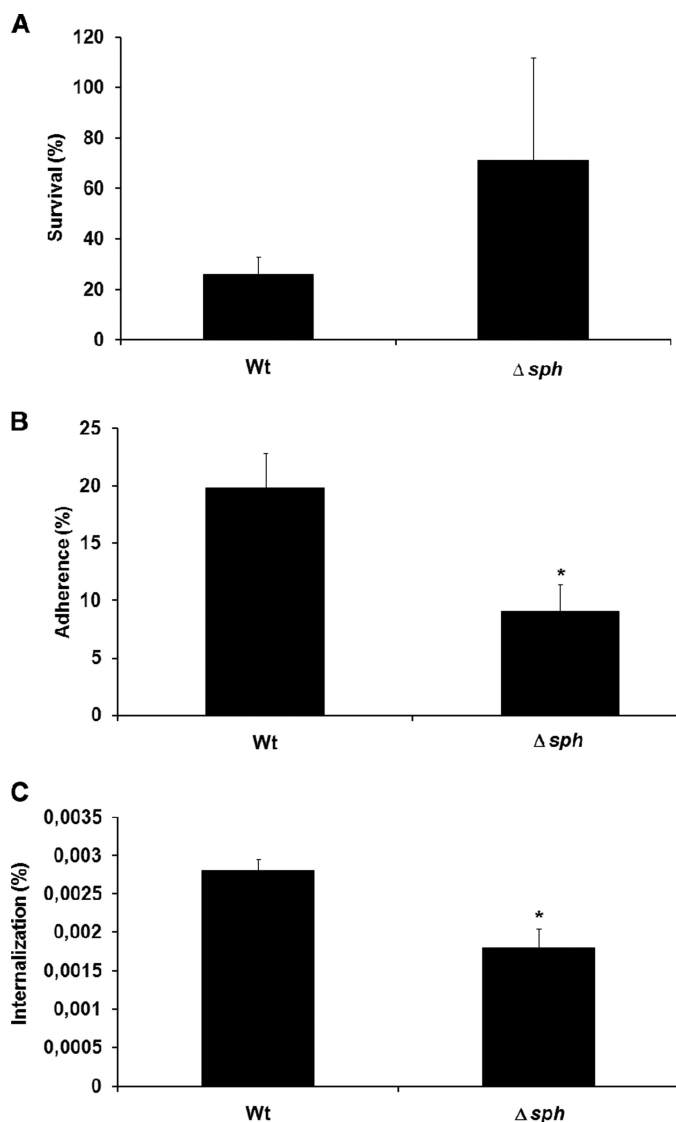 A
Survival (%)
120
100
80
60
40
20
0
Wt
Δ sph
B
Adherence (%)
25
20
15
10
5
0
*
Wt
Δ sph
C
Internalization (%)
0,0035
0,003
0,0025
0,002
0,0015
0,001
0,0005
0
*
Wt
Δ sph